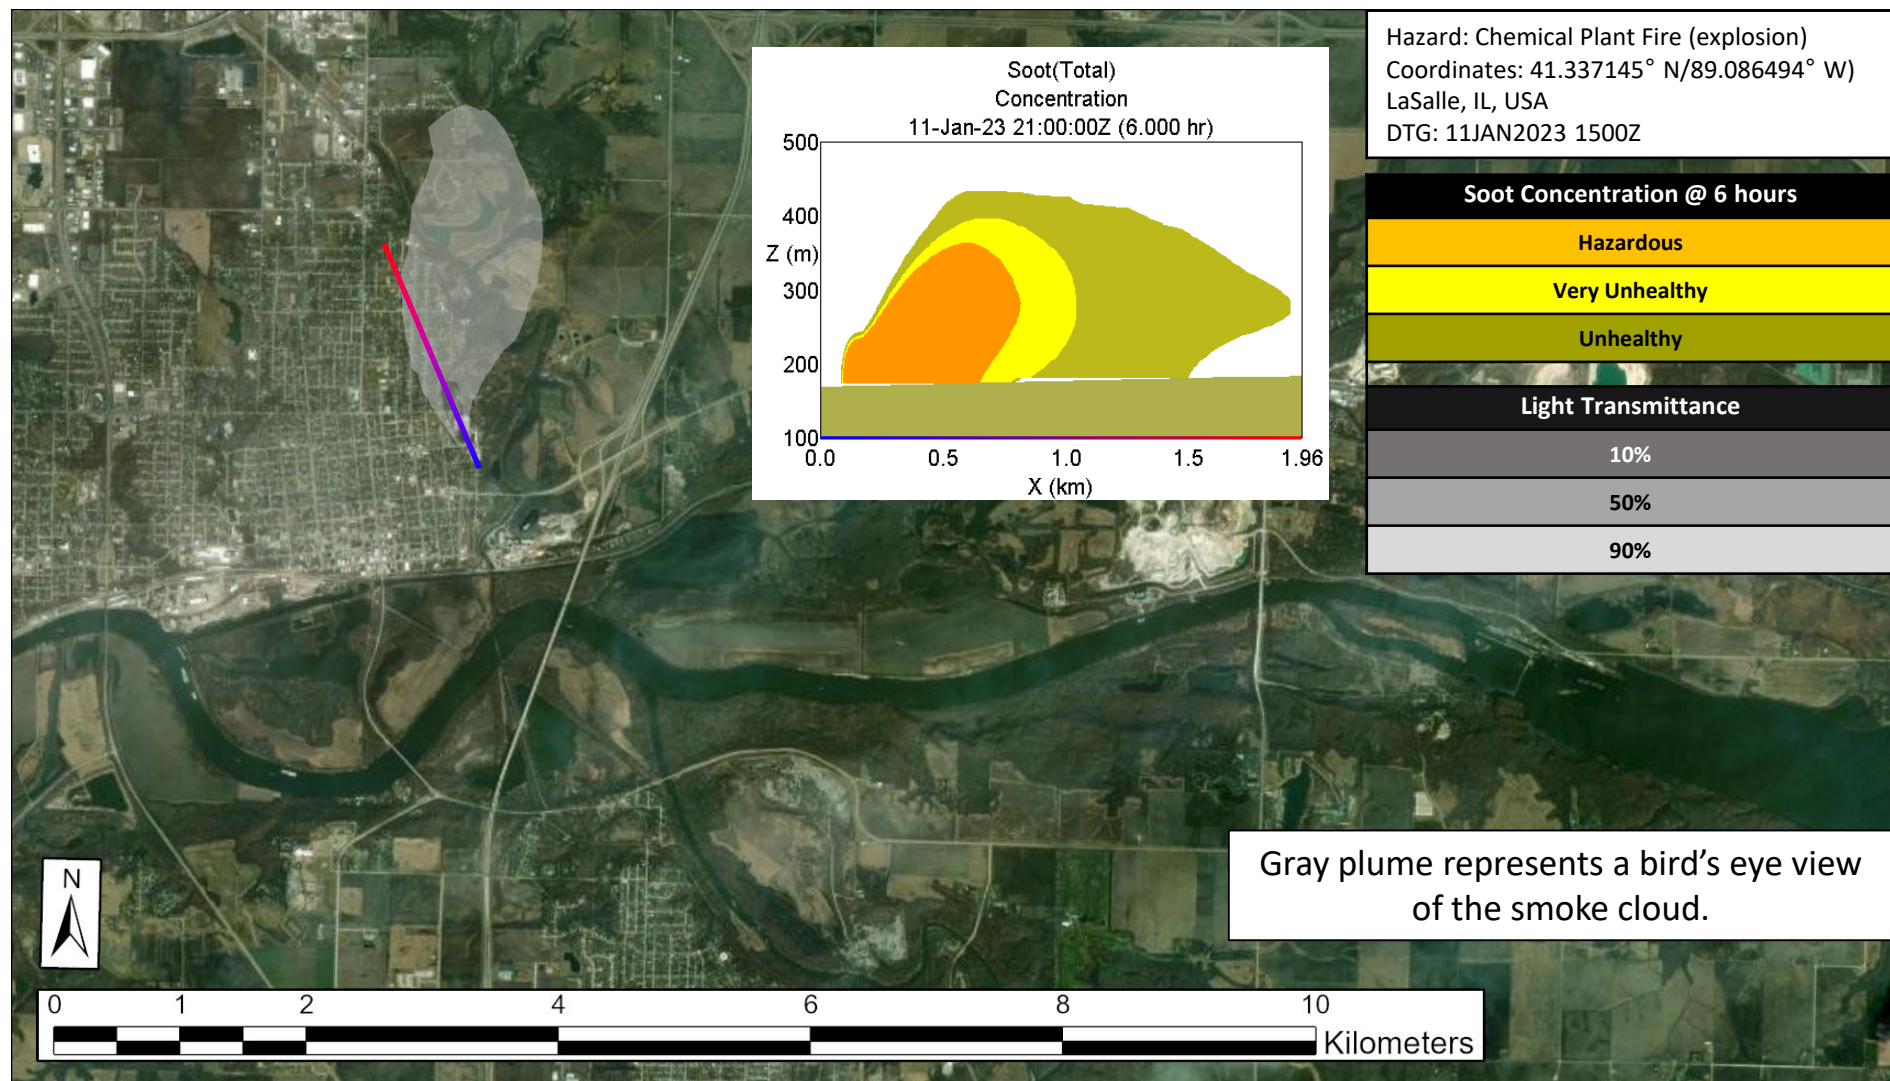 Hazard: Chemical Plant Fire (explosion)
Coordinates: 41.337145° N/89.086494° W)
LaSalle, IL, USA
DTG: 11JAN2023 1500Z
Soot(Total)
Concentration
11-Jan-23 21:00:00Z (6.000 hr)
500
400
Z (m)
300
200
100
0.0 0.5 1.0 1.5 1.96
X (km)
Soot Concentration @ 6 hours
Hazardous
Very Unhealthy
Unhealthy
Light Transmittance
10%
50%
90%
Gray plume represents a bird’s eye view
of the smoke cloud.
N
0 1 2 4 6 8 10
Kilometers